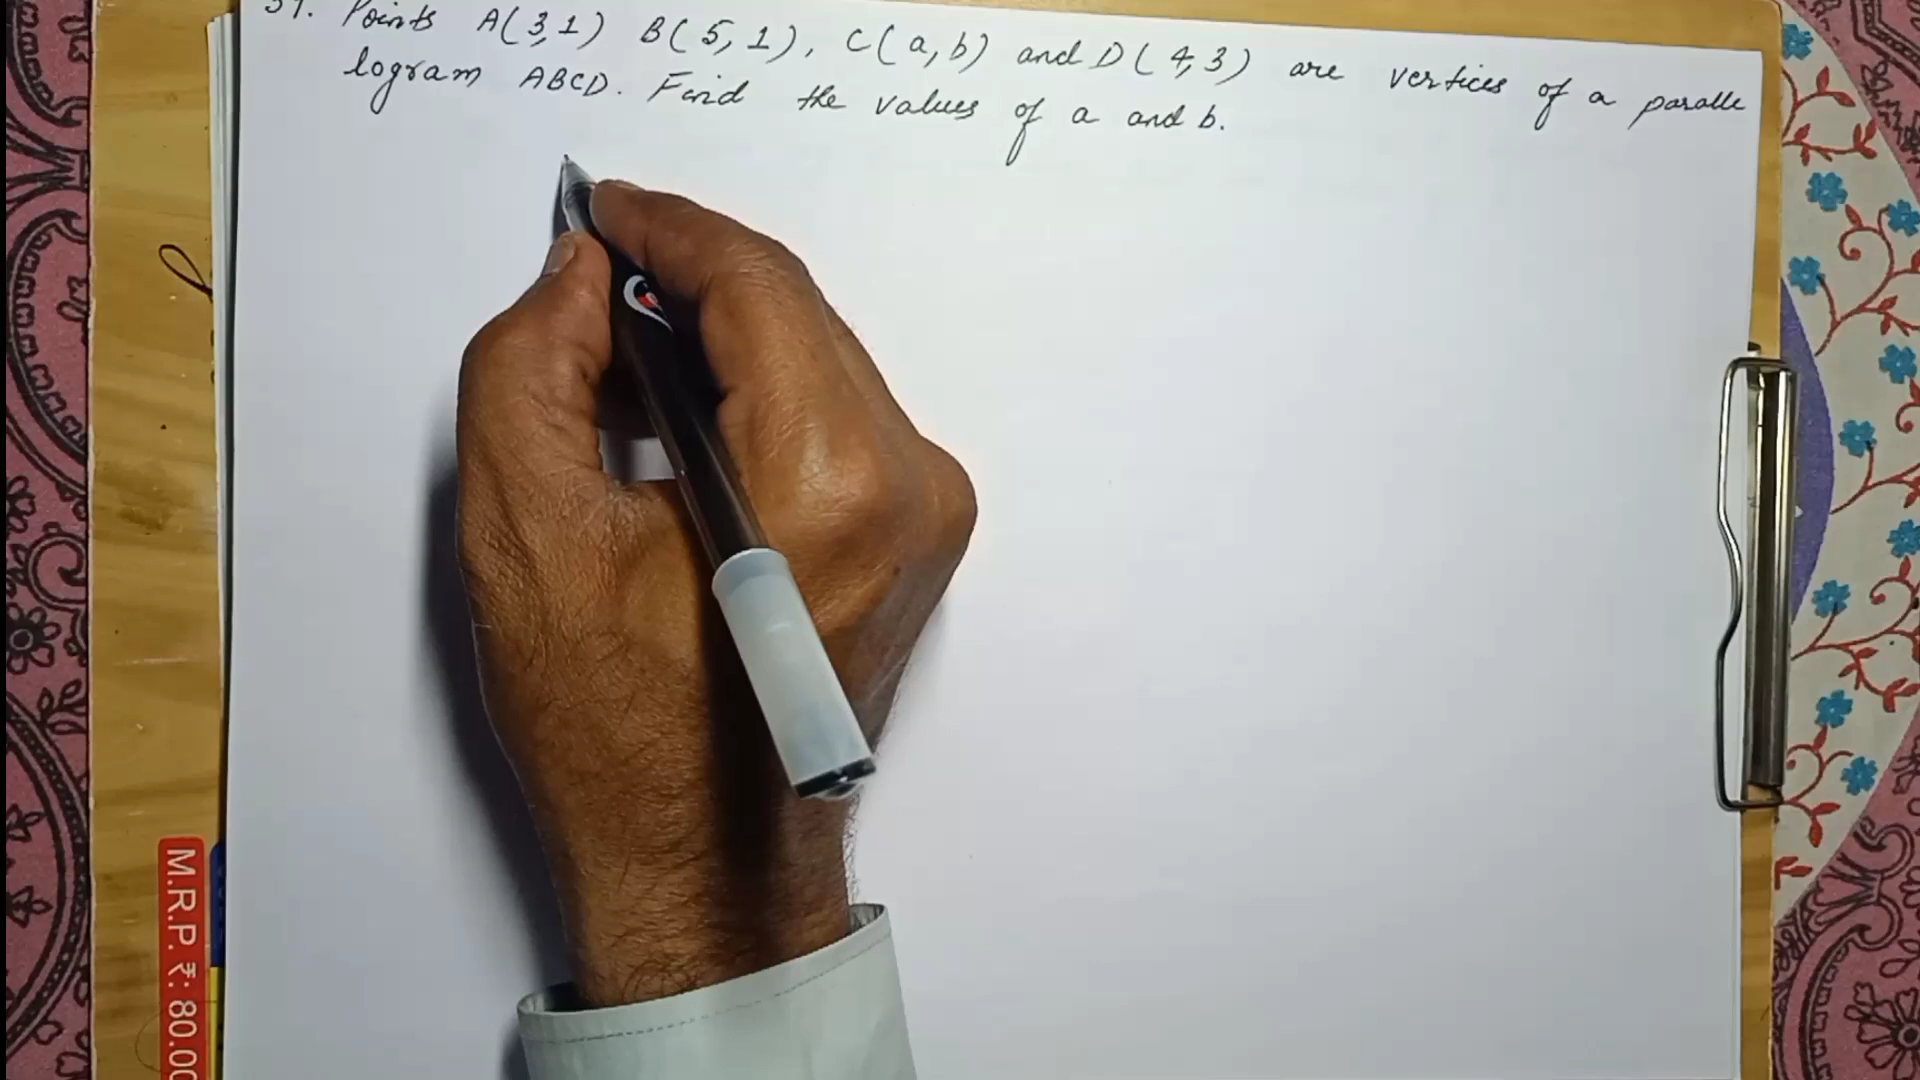 Points A(3,1) B(5,1), C(a,b) and D(4,3) are vertices of a paralle
logram ABCD. Find the values of a and b.
M.R.P. ₹: 80.00